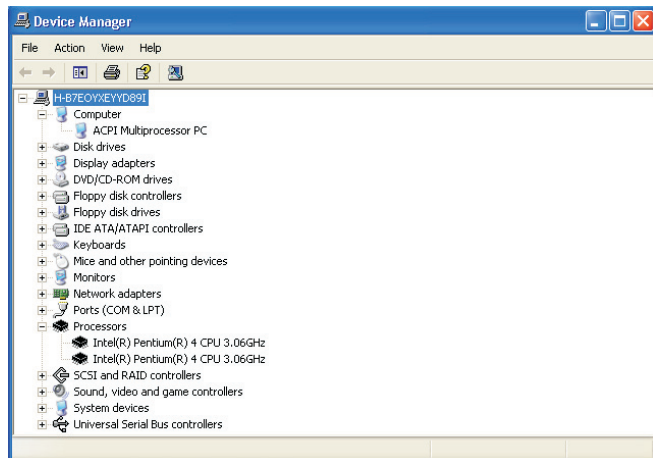 Device Manager
File Action View Help
H-B7EOYXEYYD89I
Computer
ACPI Multiprocessor PC
Disk drives
Display adapters
DVD/CD-ROM drives
Floppy disk controllers
Floppy disk drives
IDE ATA/ATAPI controllers
Keyboards
Mice and other pointing devices
Monitors
Network adapters
Ports (COM & LPT)
Processors
Intel(R) Pentium(R) 4 CPU 3.06GHz
Intel(R) Pentium(R) 4 CPU 3.06GHz
SCSI and RAID controllers
Sound, video and game controllers
System devices
Universal Serial Bus controllers